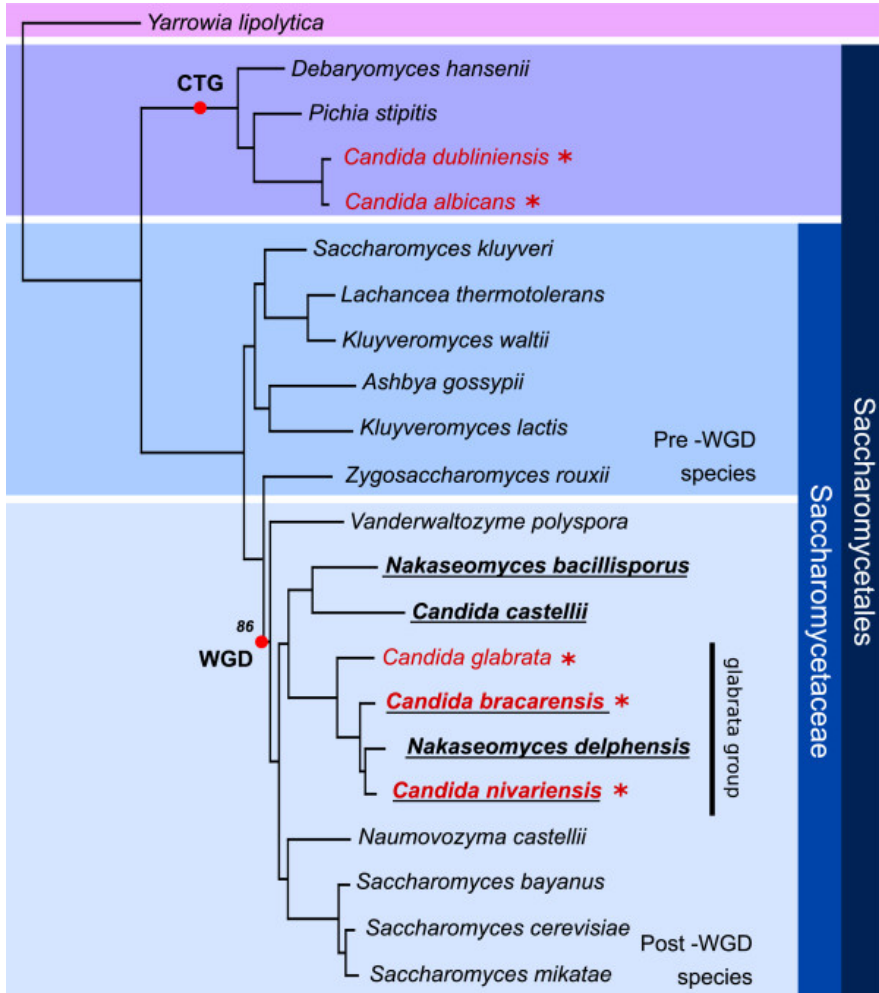 Yarrowia lipolytica
Debaryomyces hansenii
CTG
Pichia stipitis
Candida dubliniensis *
Candida albicans *
Saccharomyces kluyveri
Lachancea thermotolerans
Kluyveromyces waltii
Ashbya gossypii
Kluyveromyces lactis
Pre -WGD
species
Zygosaccharomyces rouxii
Vanderwaltozyme polyspora
Nakaseomyces bacillisporus
Candida castellii
86
WGD
Candida glabrata *
Candida bracarensis *
Nakaseomyces delphensis
Candida nivariensis *
glabrata group
Naumovozyma castellii
Saccharomyces bayanus
Saccharomyces cerevisiae
Saccharomyces mikatae
Post -WGD
species
Saccharomycetaceae
Saccharomycetales